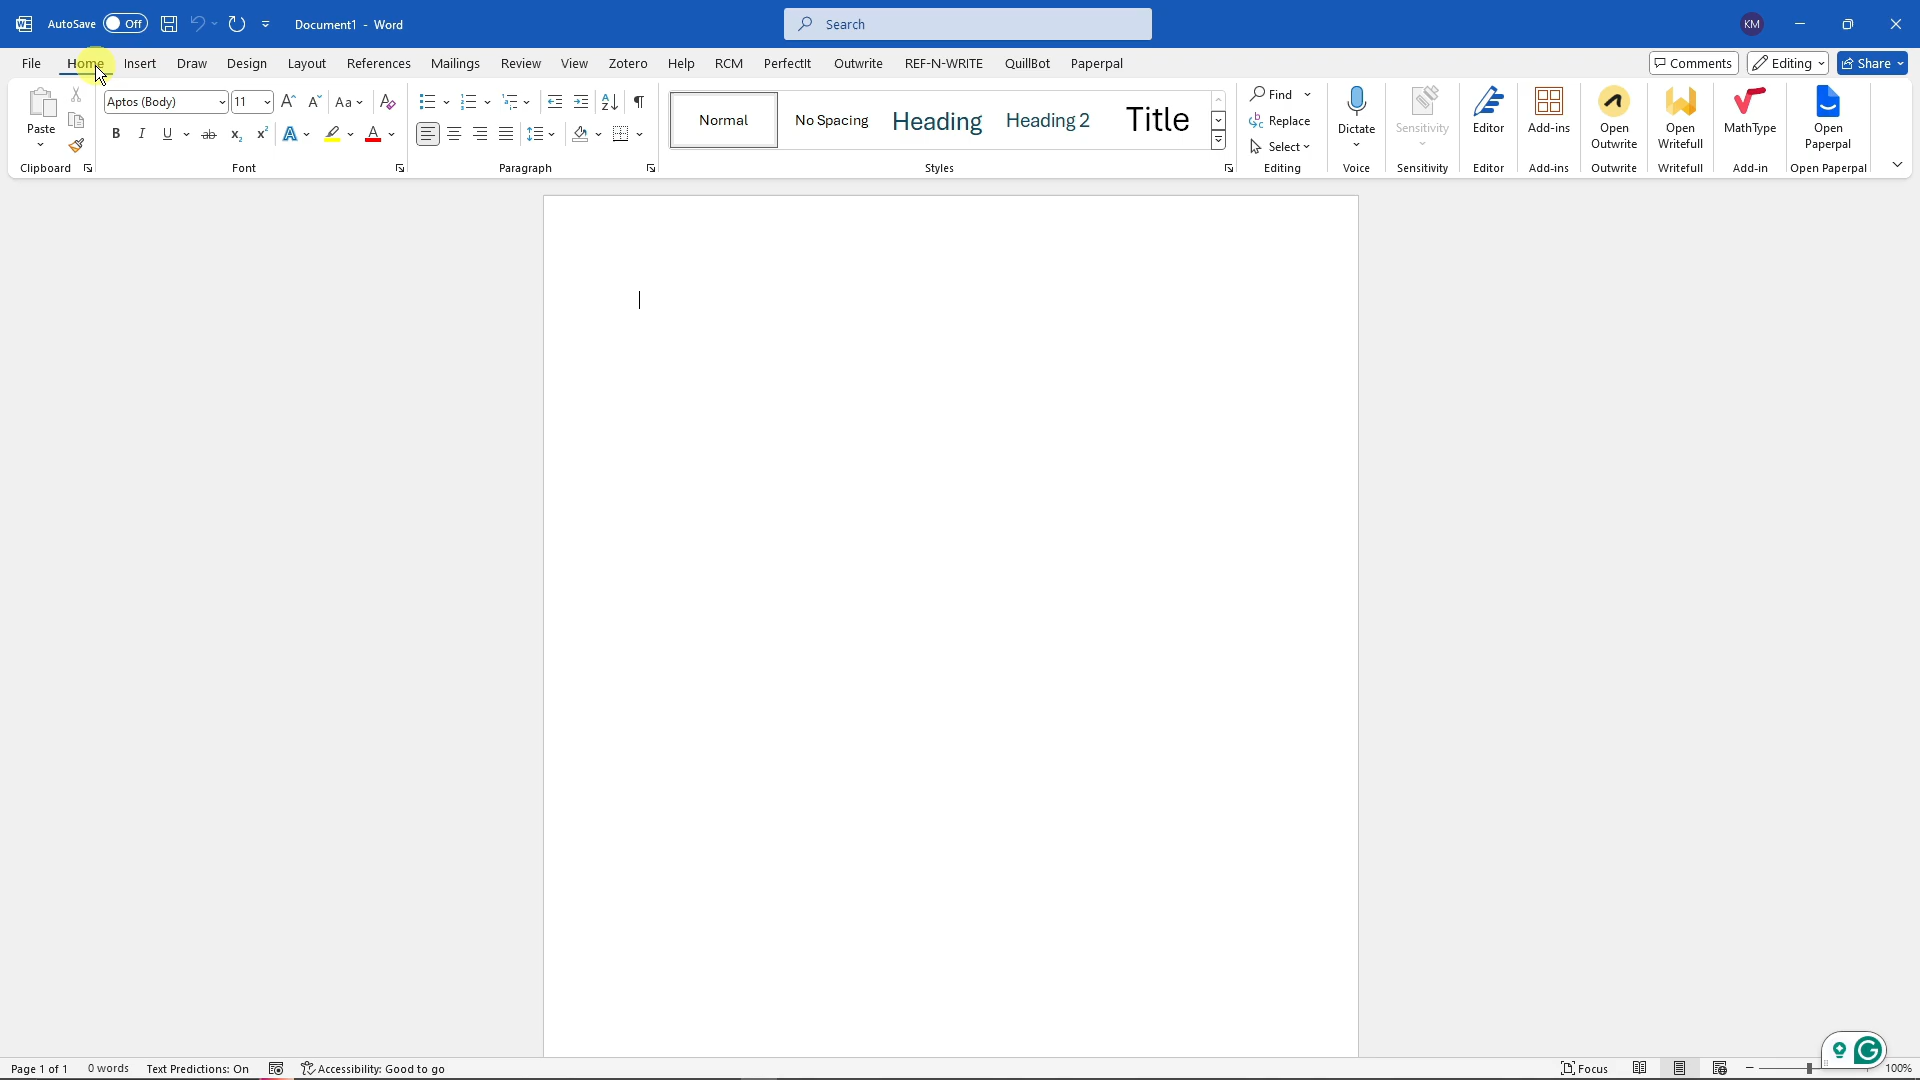 AutoSave Off Document1 - Word Search KM
File Home Insert Draw Design Layout References Mailings Review View Zotero Help RCM PerfectIt Outwrite REF-N-WRITE QuillBot Paperpal Comments Editing Share
Aptos (Body) 11 Aa
Paste
Normal No Spacing Heading Heading 2 Title
Find
Replace
Select
Dictate Sensitivity Editor Add-ins Open Outwrite Open Writefull MathType Open Paperpal
Clipboard Font Paragraph Styles Editing Voice Sensitivity Editor Add-ins Outwrite Writefull Add-in Open Paperpal
Page 1 of 1 0 words Text Predictions: On Accessibility: Good to go Focus 100%